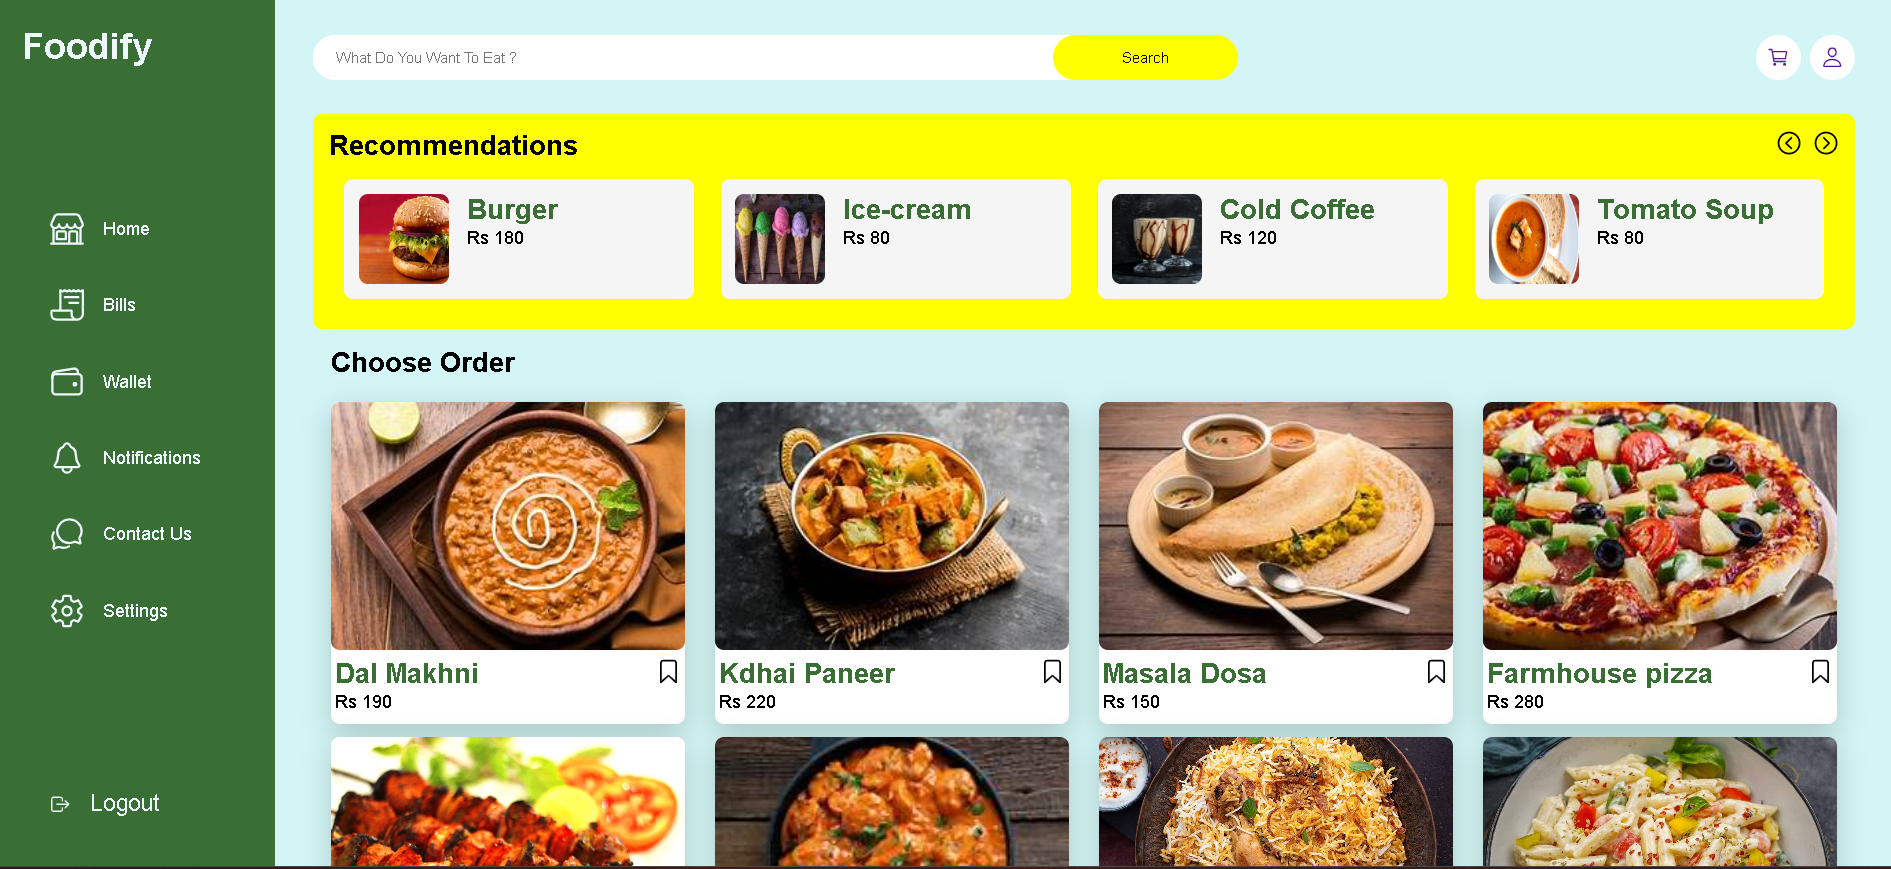 Foodify
Home
Bills
Wallet
Notifications
Contact Us
Settings
Logout
What Do You Want To Eat ?
Search
Recommendations
Burger
Rs 180
Ice-cream
Rs 80
Cold Coffee
Rs 120
Tomato Soup
Rs 80
Choose Order
Dal Makhni
Rs 190
Kdhai Paneer
Rs 220
Masala Dosa
Rs 150
Farmhouse pizza
Rs 280